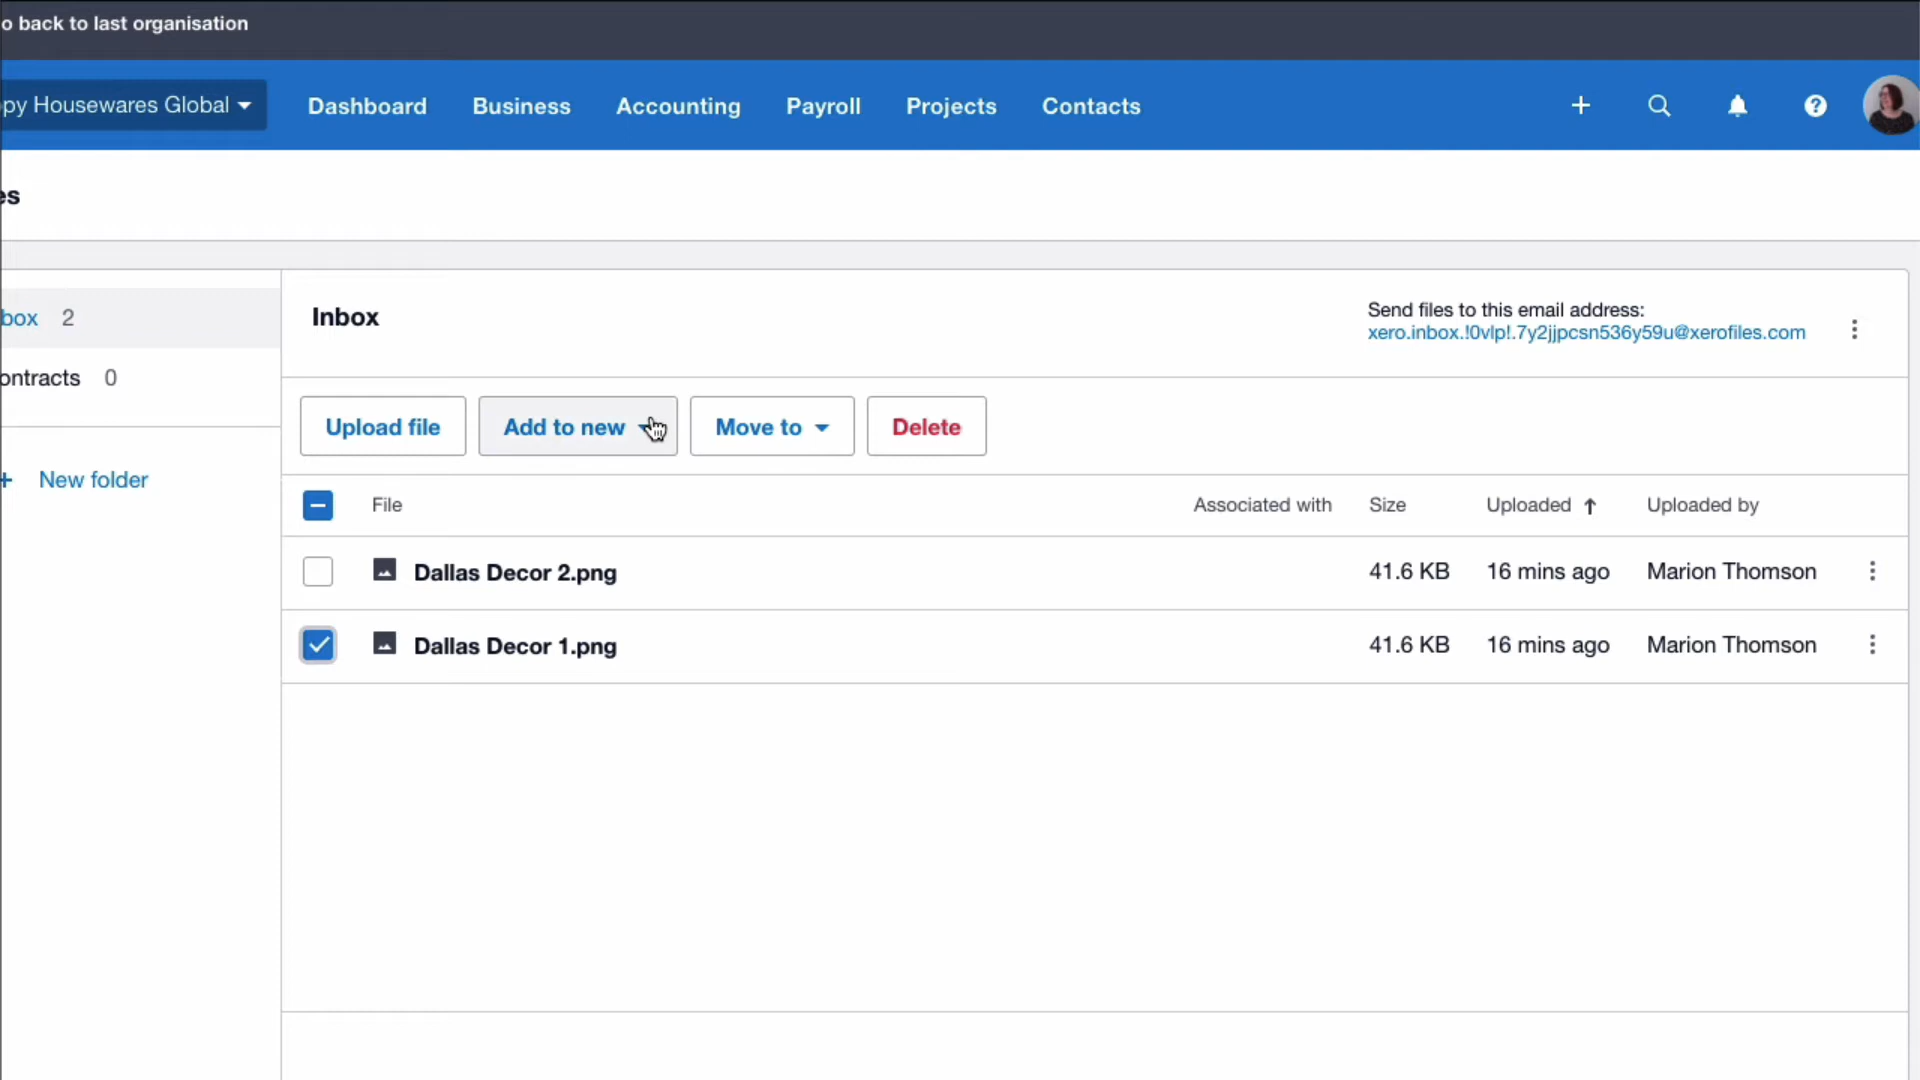 o back to last organisation
py Housewares Global
Dashboard
Business
Accounting
Payroll
Projects
Contacts
es
box 2
ontracts 0
+ New folder
Inbox
Send files to this email address:
xero.inbox.!0vlp!.7y2jjpcsn536y59u@xerofiles.com
Upload file
Add to new
Move to
Delete
File
Associated with
Size
Uploaded ↑
Uploaded by
Dallas Decor 2.png
41.6 KB
16 mins ago
Marion Thomson
Dallas Decor 1.png
41.6 KB
16 mins ago
Marion Thomson